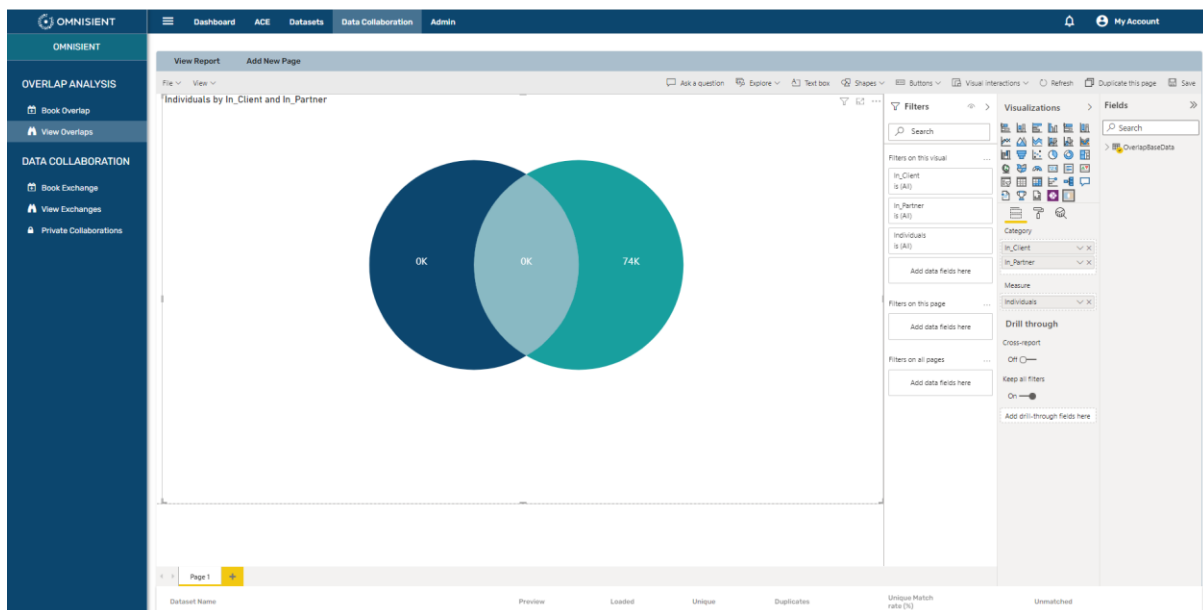 OMNISIENT
Dashboard ACE Datasets Data Collaboration Admin
My Account
OMNISIENT
OVERLAP ANALYSIS
Book Overlap
View Overlaps
DATA COLLABORATION
Book Exchange
View Exchanges
Private Collaborations
View Report Add New Page
File View
Ask a question Explore Text box Shapes Buttons Visual interactions Refresh Duplicate this page Save
Individuals by In_Client and In_Partner
0K 0K 74K
Filters
Search
Filters on this visual ...
In_Client
is (All)
In_Partner
is (All)
Individuals
is (All)
Add data fields here
Filters on this page ...
Add data fields here
Filters on all pages ...
Add data fields here
Visualizations
Category
In_Client
In_Partner
Measure
Individuals
Drill through
Cross-report
Off
Keep all filters
On
Add drill-through fields here
Fields
Search
OverlapBaseData
Page 1 +
Dataset Name Preview Loaded Unique Duplicates Unique Match Unmatched
rate (%)